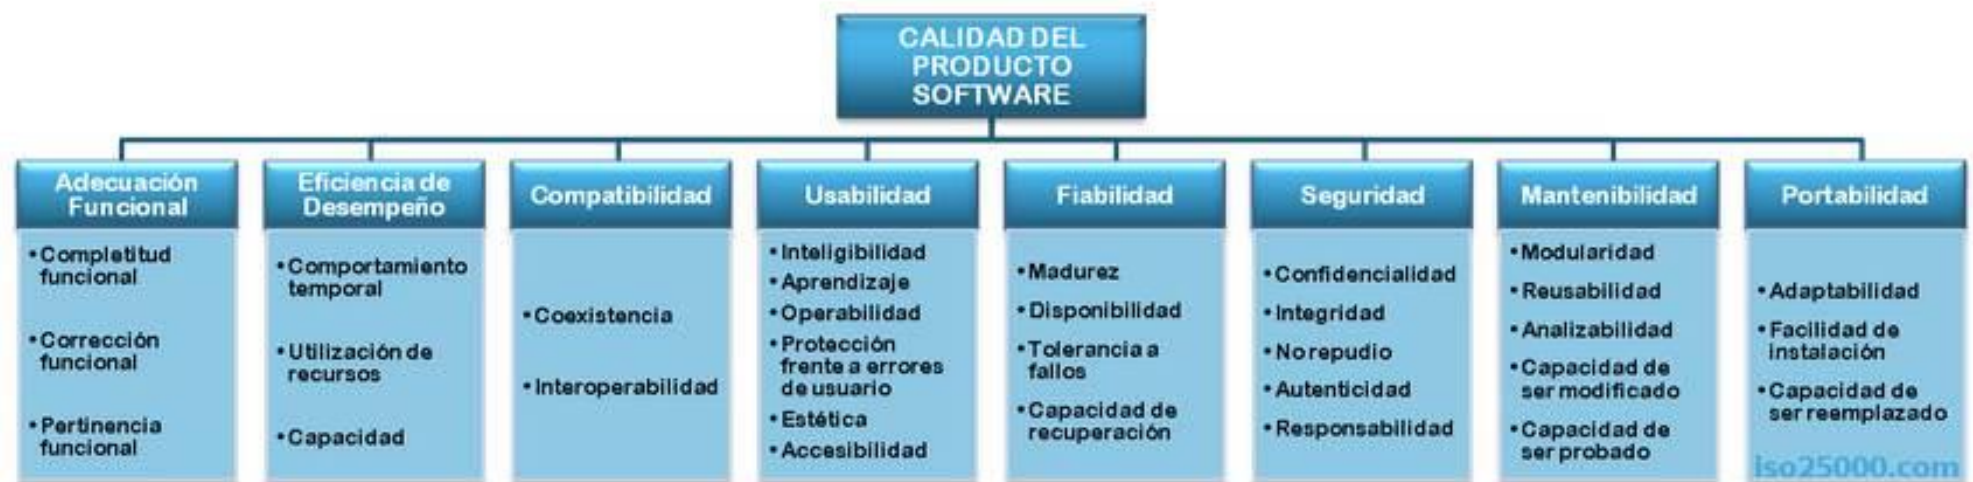 CALIDAD DEL
PRODUCTO
SOFTWARE
Adecuación
Funcional
• Completitud
funcional
• Corrección
funcional
• Pertinencia
funcional
Eficiencia de
Desempeño
• Comportamiento
temporal
• Utilización de
recursos
• Capacidad
Compatibilidad
• Coexistencia
• Interoperabilidad
Usabilidad
• Inteligibilidad
• Aprendizaje
• Operabilidad
• Protección
frente a errores
de usuario
• Estética
• Accesibilidad
Fiabilidad
• Madurez
• Disponibilidad
• Tolerancia a
fallos
• Capacidad de
recuperación
Seguridad
• Confidencialidad
• Integridad
• No repudio
• Autenticidad
• Responsabilidad
Mantenibilidad
• Modularidad
• Reusabilidad
• Analizabilidad
• Capacidad de
ser modificado
• Capacidad de
ser probado
Portabilidad
• Adaptabilidad
• Facilidad de
instalación
• Capacidad de
ser reemplazado
iso25000.com